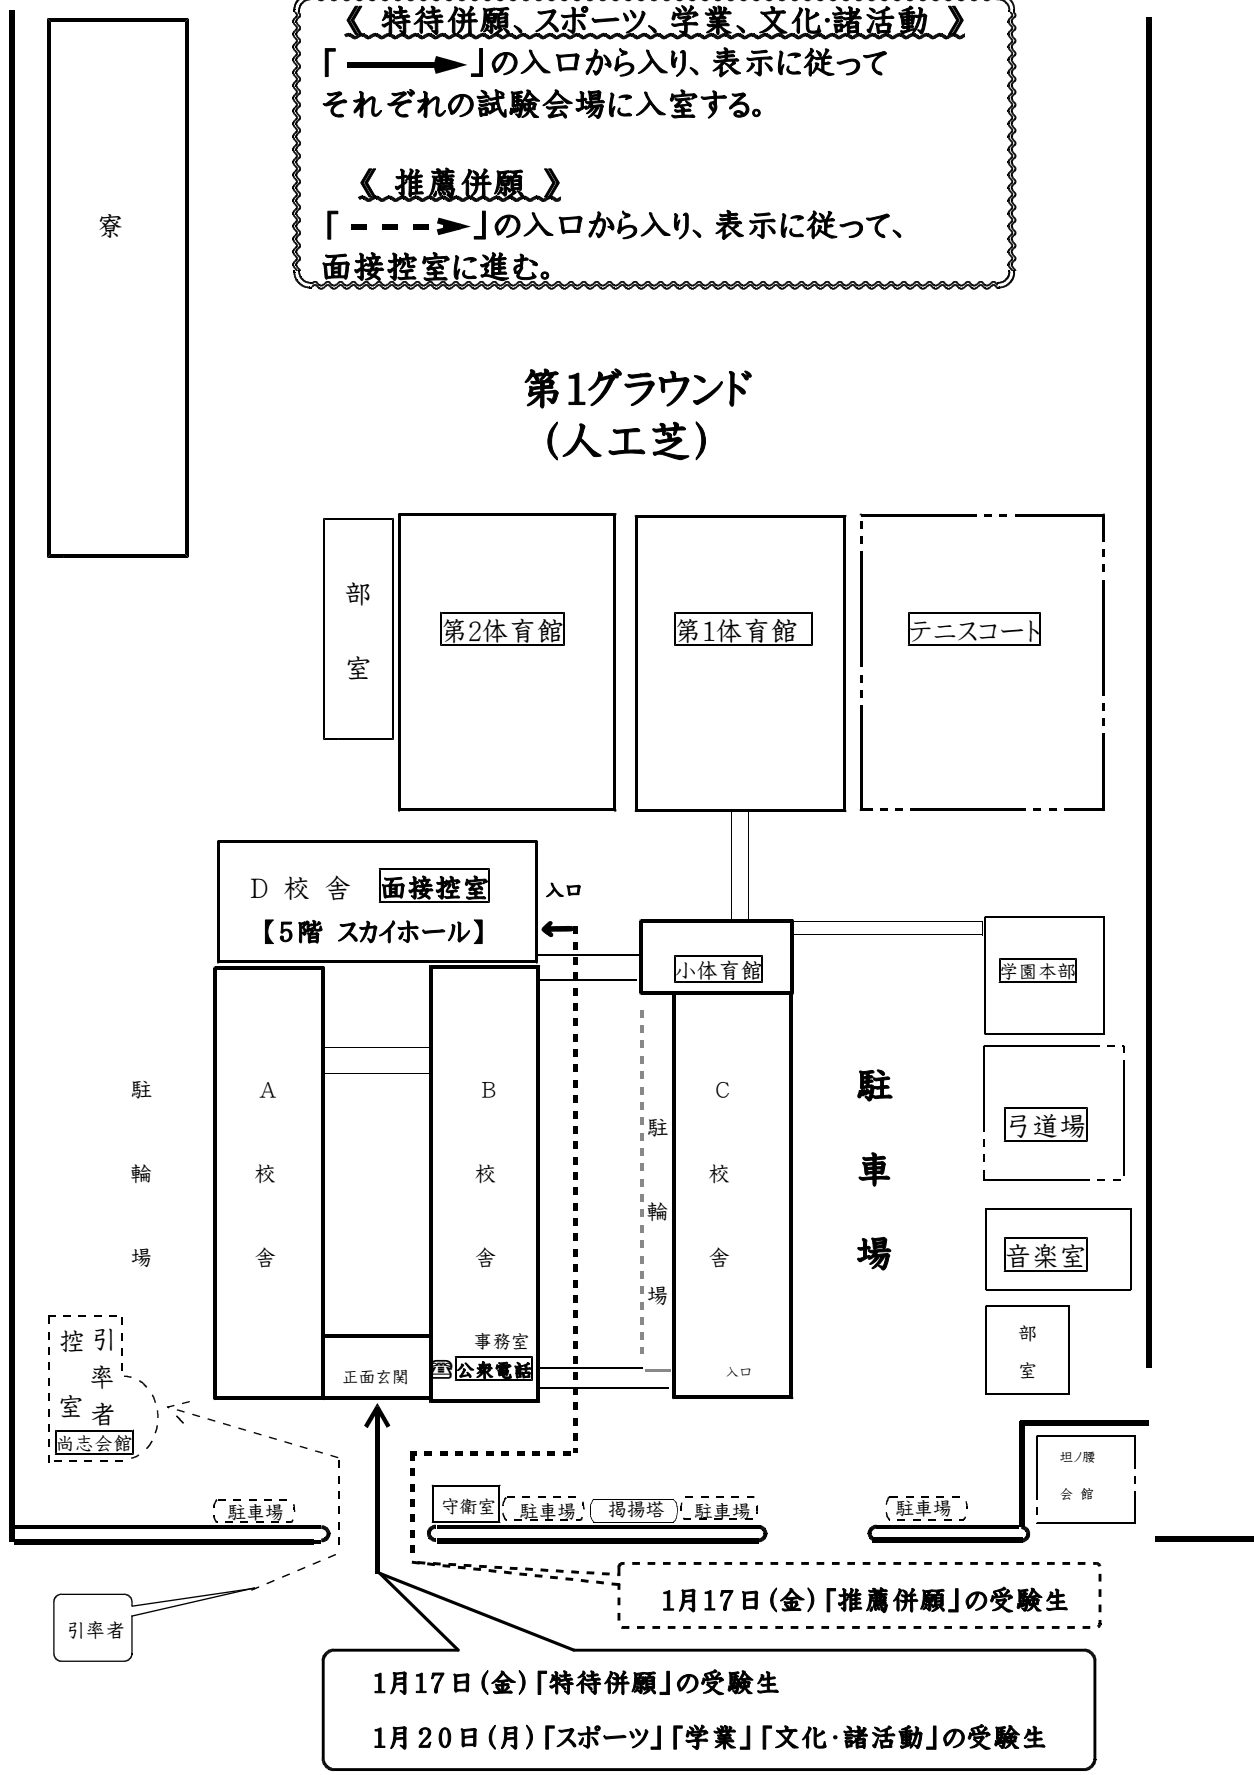 《 特待併願、スポーツ、学業、文化･諸活動 》
「 」の入口から入り、表示に従って
それぞれの試験会場に入室する。
《 推薦併願 》
「 」の入口から入り、表示に従って、
面接控室に進む。
寮
第1グラウンド
(人工芝)
部室
第2体育館
第1体育館
テニスコート
D 校 舎 面接控室
【5階 スカイホール】
入口
小体育館
学園本部
駐輪場
A校舎
B校舎
駐輪場
C校舎
駐車場
弓道場
音楽室
部室
事務室
☎公衆電話
正面玄関
入口
引率者
控室
尚志会館
坦ノ腰
会 館
駐車場
守衛室
駐車場
掲揚塔
駐車場
駐車場
引率者
1月17日(金)「推薦併願」の受験生
1月17日(金)「特待併願」の受験生
1月20日(月)「スポーツ」「学業」「文化･諸活動」の受験生